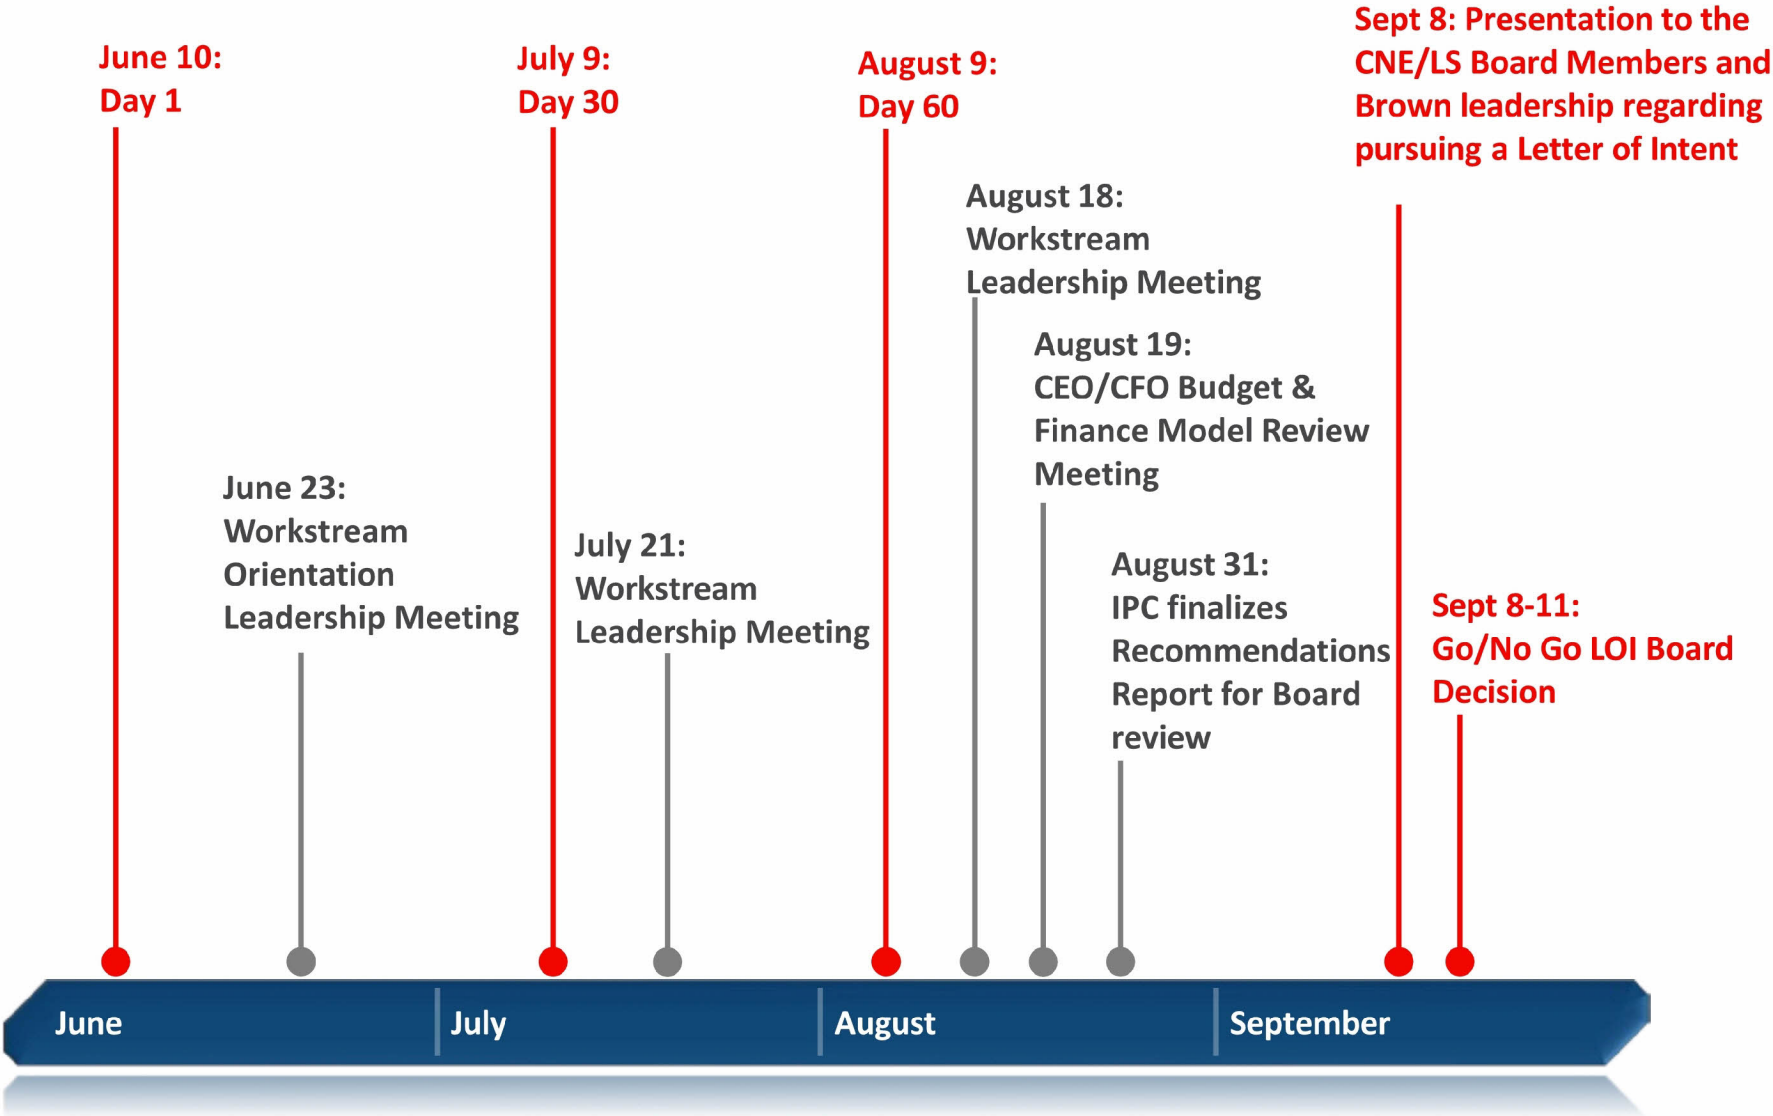 June 10:
Day 1
July 9:
Day 30
August 9:
Day 60
Sept 8: Presentation to the
CNE/LS Board Members and
Brown leadership regarding
pursuing a Letter of Intent
August 18:
Workstream
Leadership Meeting
August 19:
CEO/CFO Budget &
Finance Model Review
Meeting
June 23:
Workstream
Orientation
Leadership Meeting
July 21:
Workstream
Leadership Meeting
August 31:
IPC finalizes
Recommendations
Report for Board
review
Sept 8-11:
Go/No Go LOI Board
Decision
June
July
August
September